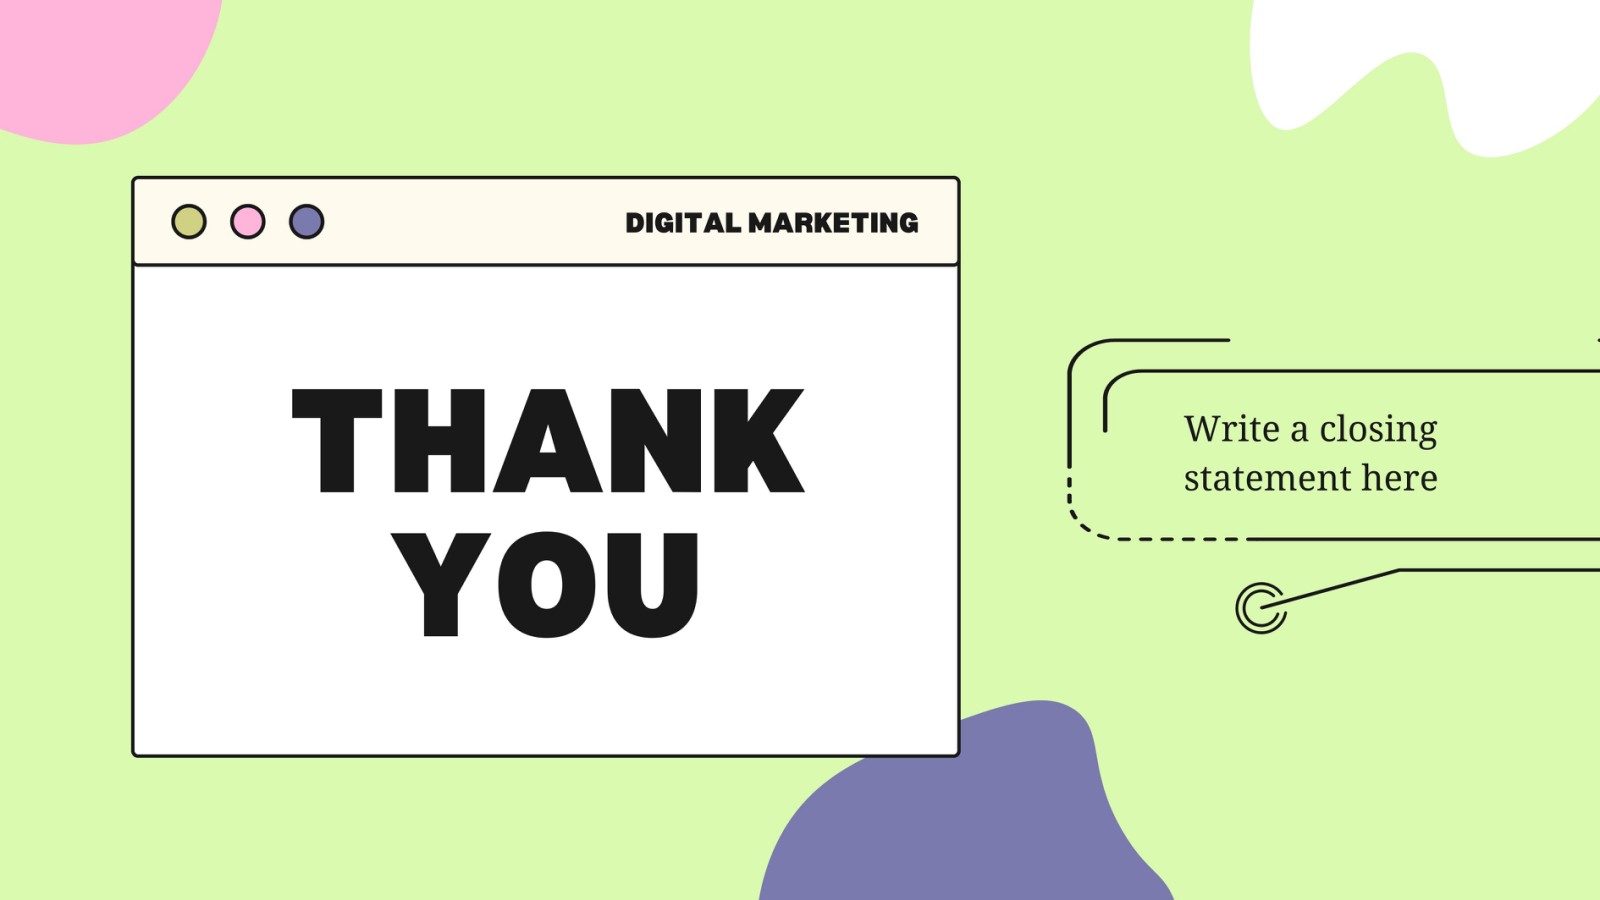 DIGITAL MARKETING
THANK
YOU
Write a closing
statement here